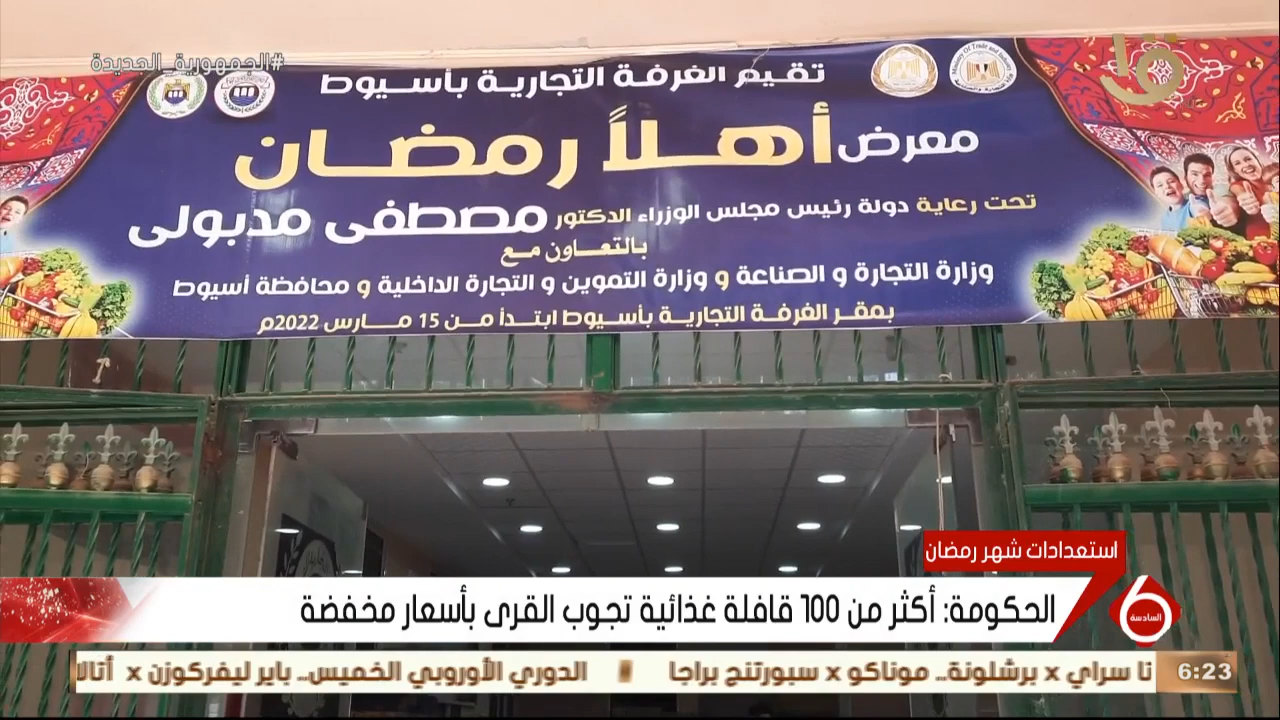 #الجمهورية_الجديدة
تقيم الغرفة التجارية بأسيوط
معرض أهلاً رمضان
تحت رعاية دولة رئيس مجلس الوزراء الدكتور مصطفى مدبولى
بالتعاون مع
وزارة التجارة و الصناعة و وزارة التموين و التجارة الداخلية و محافظة أسيوط
بمقر الغرفة التجارية بأسيوط ابتدأ من 15 مارس 2022م
استعدادات شهر رمضان
الحكومة: أكثر من 100 قافلة غذائية تجوب القرى بأسعار مخفضة
6 السادسة
6:23 تا سراي x برشلونة.. موناكو x سبورتنج براجا الدوري الأوروبي الخميس.. باير ليفركوزن x أتالا